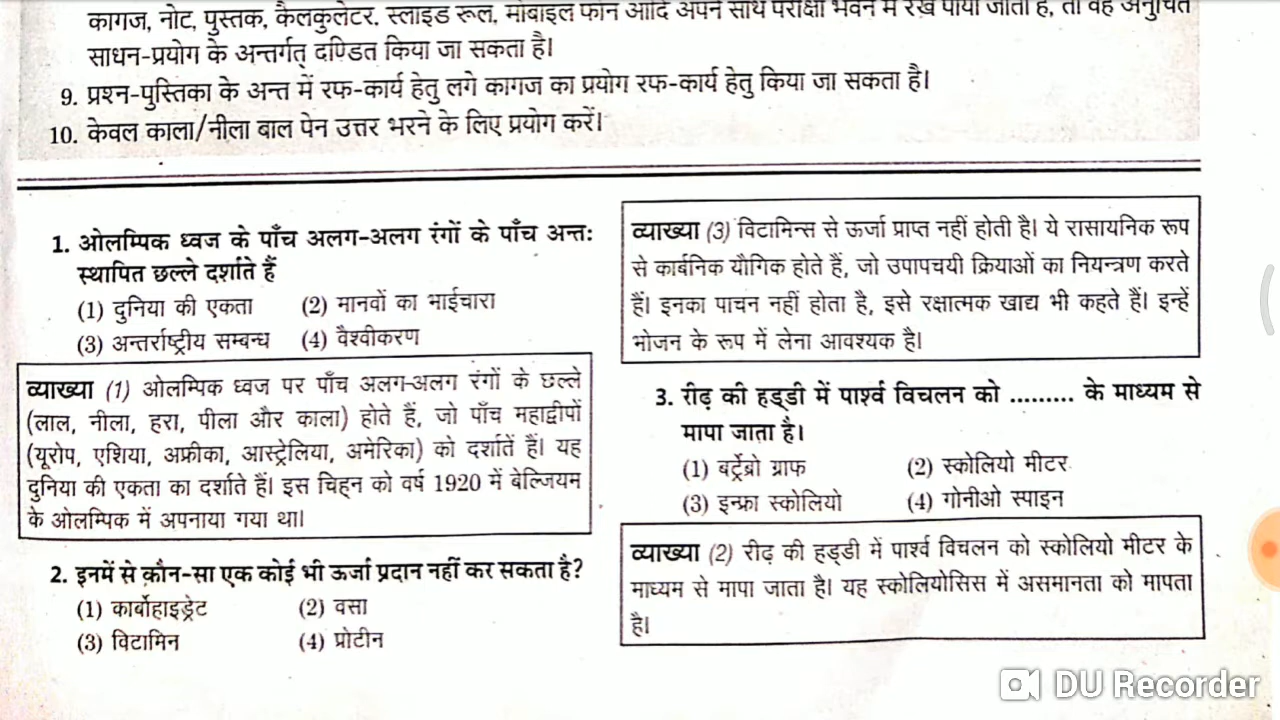 कागज, नोट, पुस्तक, कैलकुलेटर, स्लाइड रूल, मोबाइल फोन आदि अपने साथ परीक्षा भवन में रखे पाया जाता है, तो वह अनुचित
साधन-प्रयोग के अन्तर्गत् दण्डित किया जा सकता है।
9. प्रश्न-पुस्तिका के अन्त में रफ-कार्य हेतु लगे कागज का प्रयोग रफ-कार्य हेतु किया जा सकता है।
10. केवल काला/नीला बाल पेन उत्तर भरने के लिए प्रयोग करें।
1. ओलम्पिक ध्वज के पाँच अलग-अलग रंगों के पाँच अन्तः
स्थापित छल्ले दर्शाते हैं
(1) दुनिया की एकता (2) मानवों का भाईचारा
(3) अन्तर्राष्ट्रीय सम्बन्ध (4) वैश्वीकरण
व्याख्या (1) ओलम्पिक ध्वज पर पाँच अलग-अलग रंगों के छल्ले
(लाल, नीला, हरा, पीला और काला) होते हैं, जो पाँच महाद्वीपों
(यूरोप, एशिया, अफ्रीका, आस्ट्रेलिया, अमेरिका) को दर्शातें हैं। यह
दुनिया की एकता का दर्शाते हैं। इस चिह्न को वर्ष 1920 में बेल्जियम
के ओलम्पिक में अपनाया गया था।
2. इनमें से कौन-सा एक कोई भी ऊर्जा प्रदान नहीं कर सकता है?
(1) कार्बोहाइड्रेट (2) वसा
(3) विटामिन (4) प्रोटीन
व्याख्या (3) विटामिन्स से ऊर्जा प्राप्त नहीं होती है। ये रासायनिक रूप
से कार्बनिक यौगिक होते हैं, जो उपापचयी क्रियाओं का नियन्त्रण करते
हैं। इनका पाचन नहीं होता है, इसे रक्षात्मक खाद्य भी कहते हैं। इन्हें
भोजन के रूप में लेना आवश्यक है।
3. रीढ़ की हड्डी में पार्श्व विचलन को ......... के माध्यम से
मापा जाता है।
(1) बर्ट्रेब्रो ग्राफ (2) स्कोलियो मीटर
(3) इन्फ्रा स्कोलियो (4) गोनीओ स्पाइन
व्याख्या (2) रीढ़ की हड्डी में पार्श्व विचलन को स्कोलियो मीटर के
माध्यम से मापा जाता है। यह स्कोलियोसिस में असमानता को मापता
है।
DU Recorder